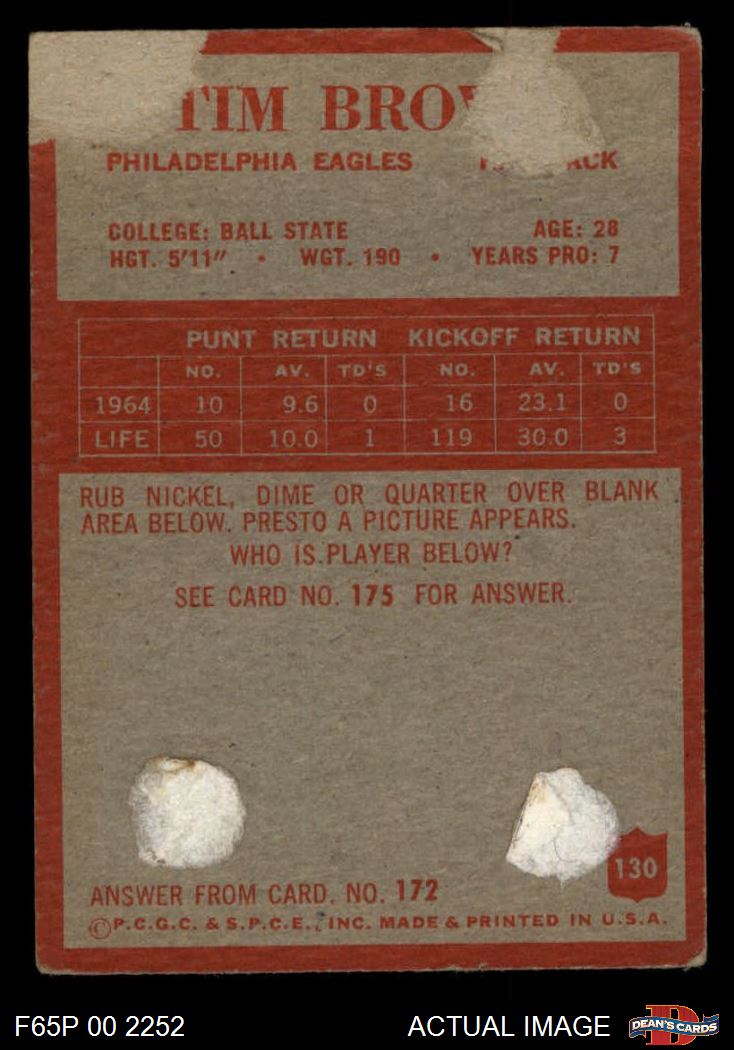 TIM
PHILADELPHIA EAGLES
COLLEGE: BALL STATE AGE: 28
HGT. 5'11" • WGT. 190 • YEARS PRO: 7
PUNT RETURN KICKOFF RETURN
NO. AV. TD'S NO. AV. TD'S
1964 10 9.6 0 16 23.1 0
LIFE 50 10.0 1 119 30.0 3
RUB NICKEL, DIME OR QUARTER OVER BLANK
AREA BELOW. PRESTO A PICTURE APPEARS.
WHO IS PLAYER BELOW?
SEE CARD NO. 175 FOR ANSWER.
130
ANSWER FROM CARD. NO. 172
©P.C.G.C. & S.P.C.E., INC. MADE & PRINTED IN U.S.A.
F65P 00 2252 ACTUAL IMAGE DEAN'S CARDS